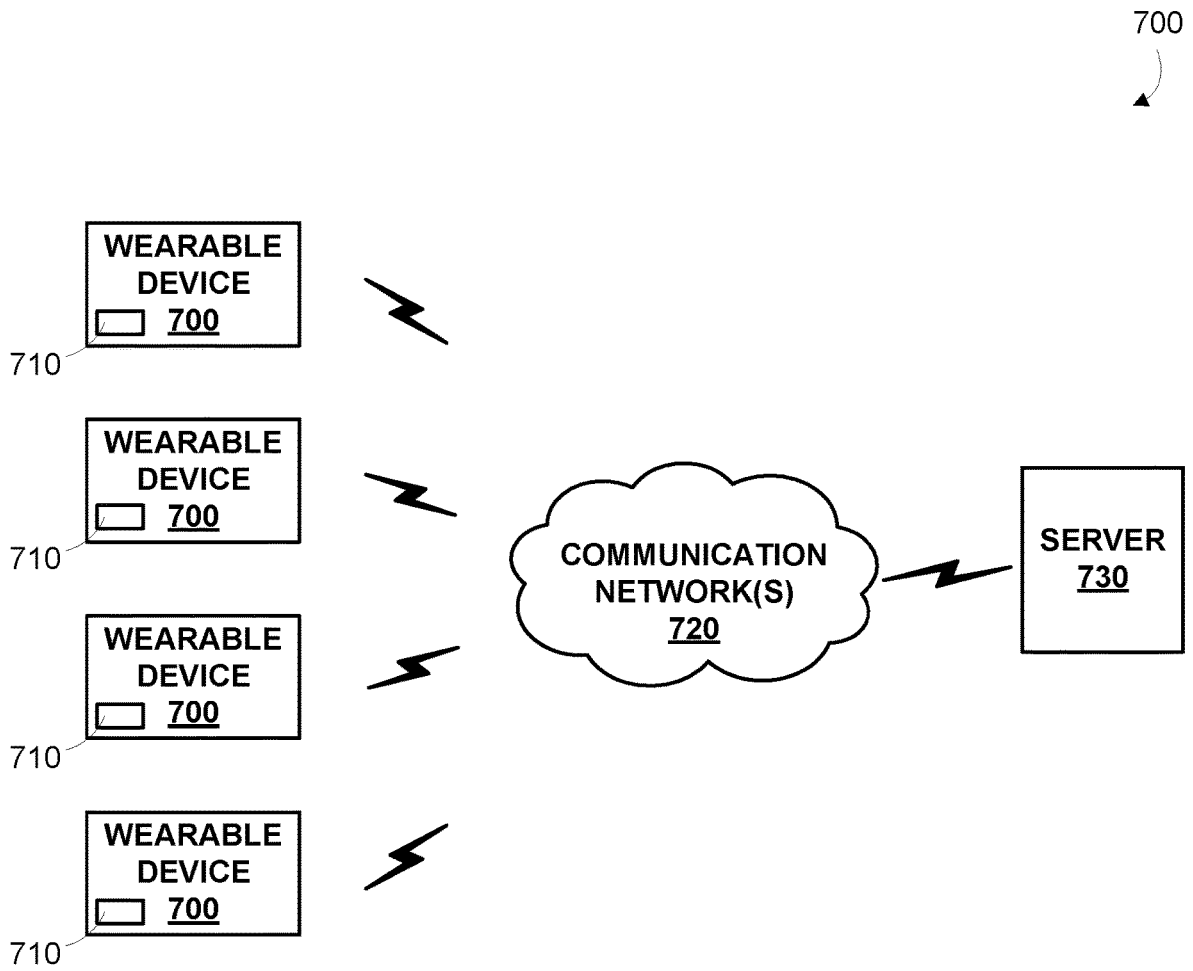 700
WEARABLE
DEVICE
700
710
WEARABLE
DEVICE
700
710
WEARABLE
DEVICE
700
710
WEARABLE
DEVICE
700
710
COMMUNICATION
NETWORK(S)
720
SERVER
730